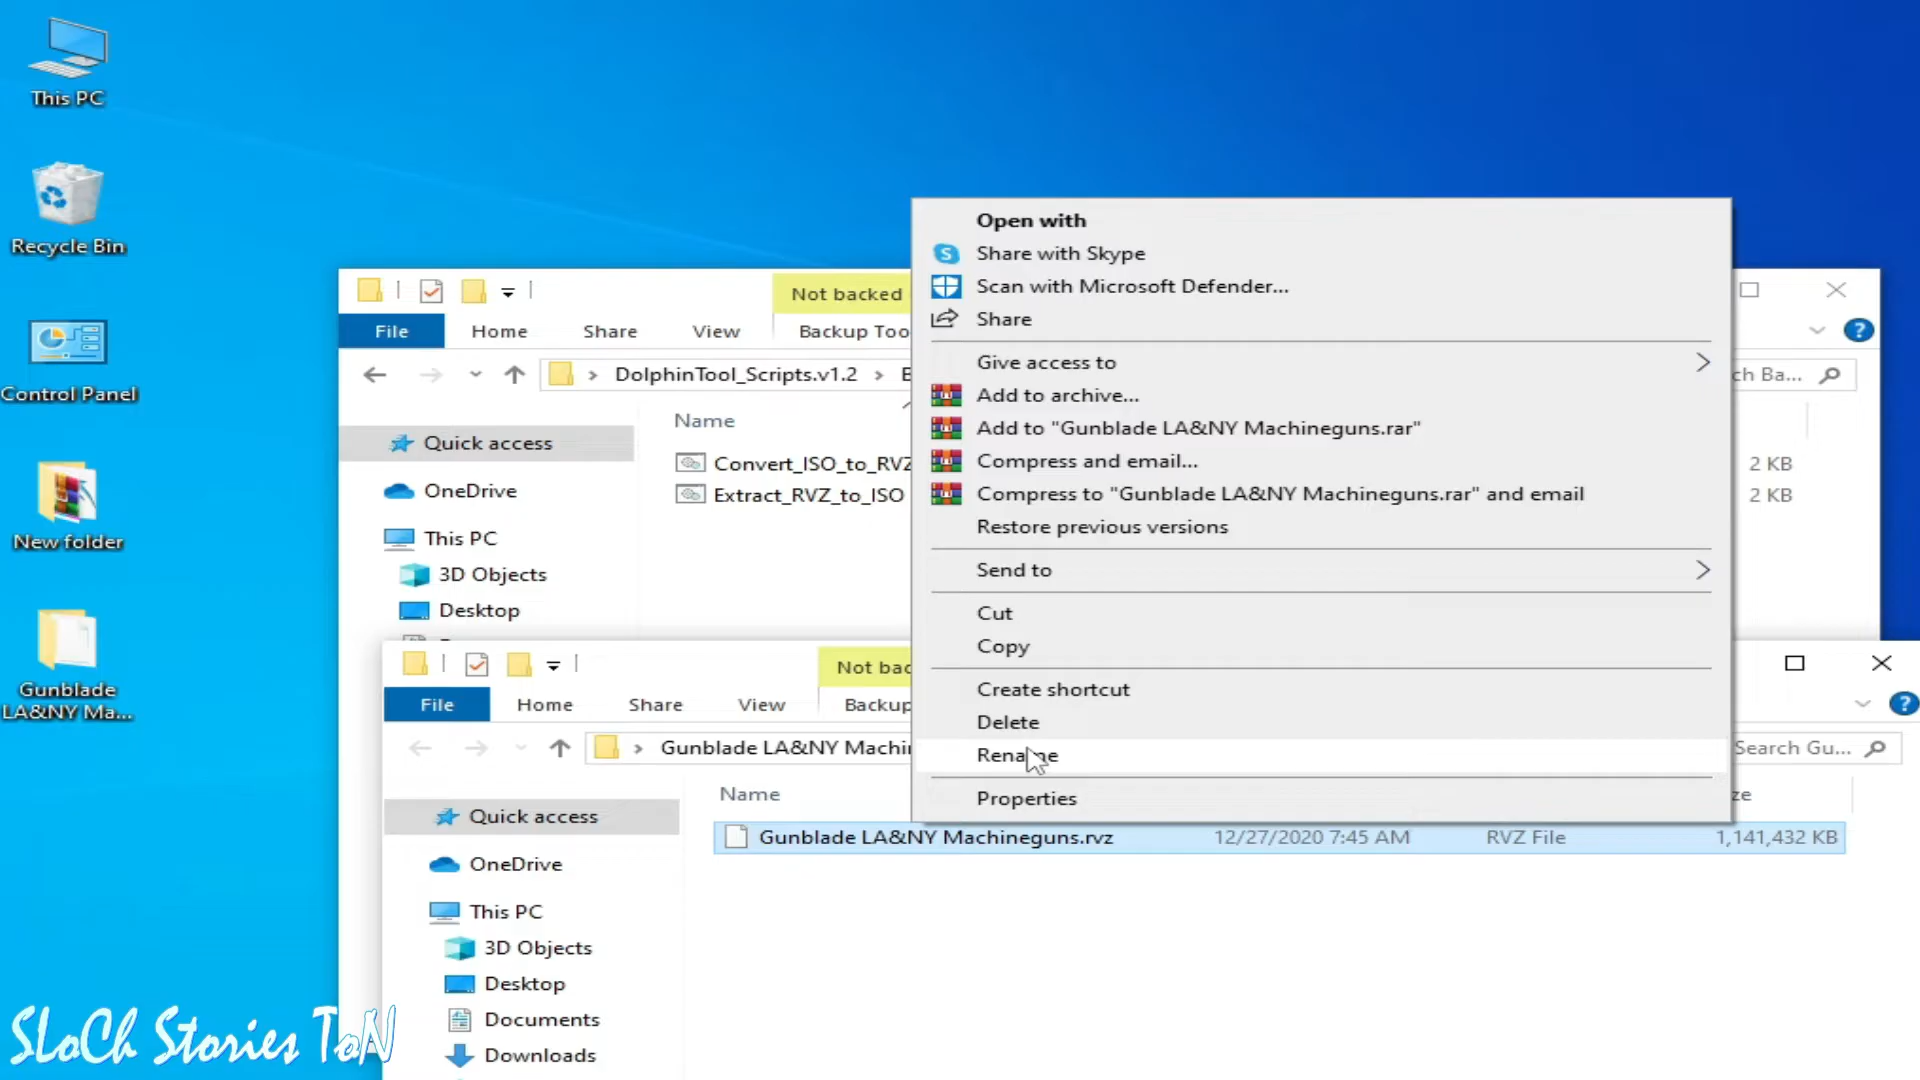 This PC
Recycle Bin
Control Panel
New folder
Gunblade
LA&NY Ma...
Not backed
File Home Share View Backup Too
DolphinTool_Scripts.v1.2
ch Ba...
Name
Quick access
Convert_ISO_to_RVZ
2 KB
OneDrive
Extract_RVZ_to_ISO
2 KB
This PC
3D Objects
Desktop
Open with
Share with Skype
Scan with Microsoft Defender...
Share
Give access to
Add to archive...
Add to "Gunblade LA&NY Machineguns.rar"
Compress and email...
Compress to "Gunblade LA&NY Machineguns.rar" and email
Restore previous versions
Send to
Cut
Copy
Create shortcut
Delete
Rename
Properties
Not bac
File Home Share View Backup
Gunblade LA&NY Machi
Search Gu...
Name
ze
Quick access
Gunblade LA&NY Machineguns.rvz 12/27/2020 7:45 AM RVZ File 1,141,432 KB
OneDrive
This PC
3D Objects
Desktop
Documents
Downloads
SLoCh Stories ToN